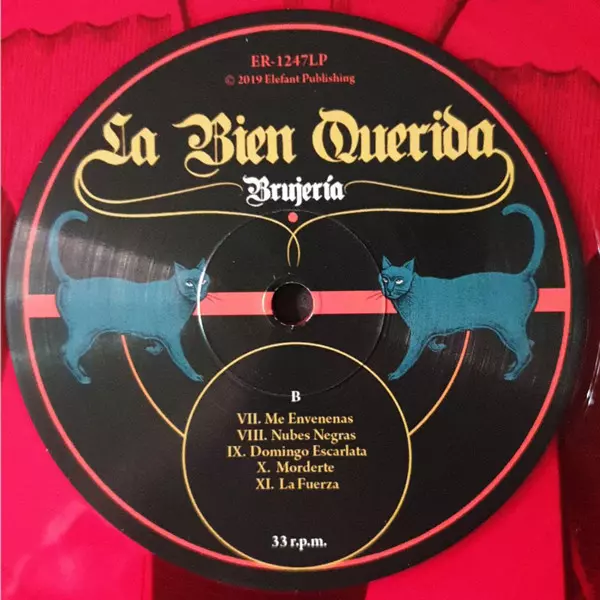 ER-1247LP
© 2019 Elefant Publishing
La Bien Querida
Brujería
B
VII. Me Envenenas
VIII. Nubes Negras
IX. Domingo Escarlata
X. Morderte
XI. La Fuerza
33 r.p.m.